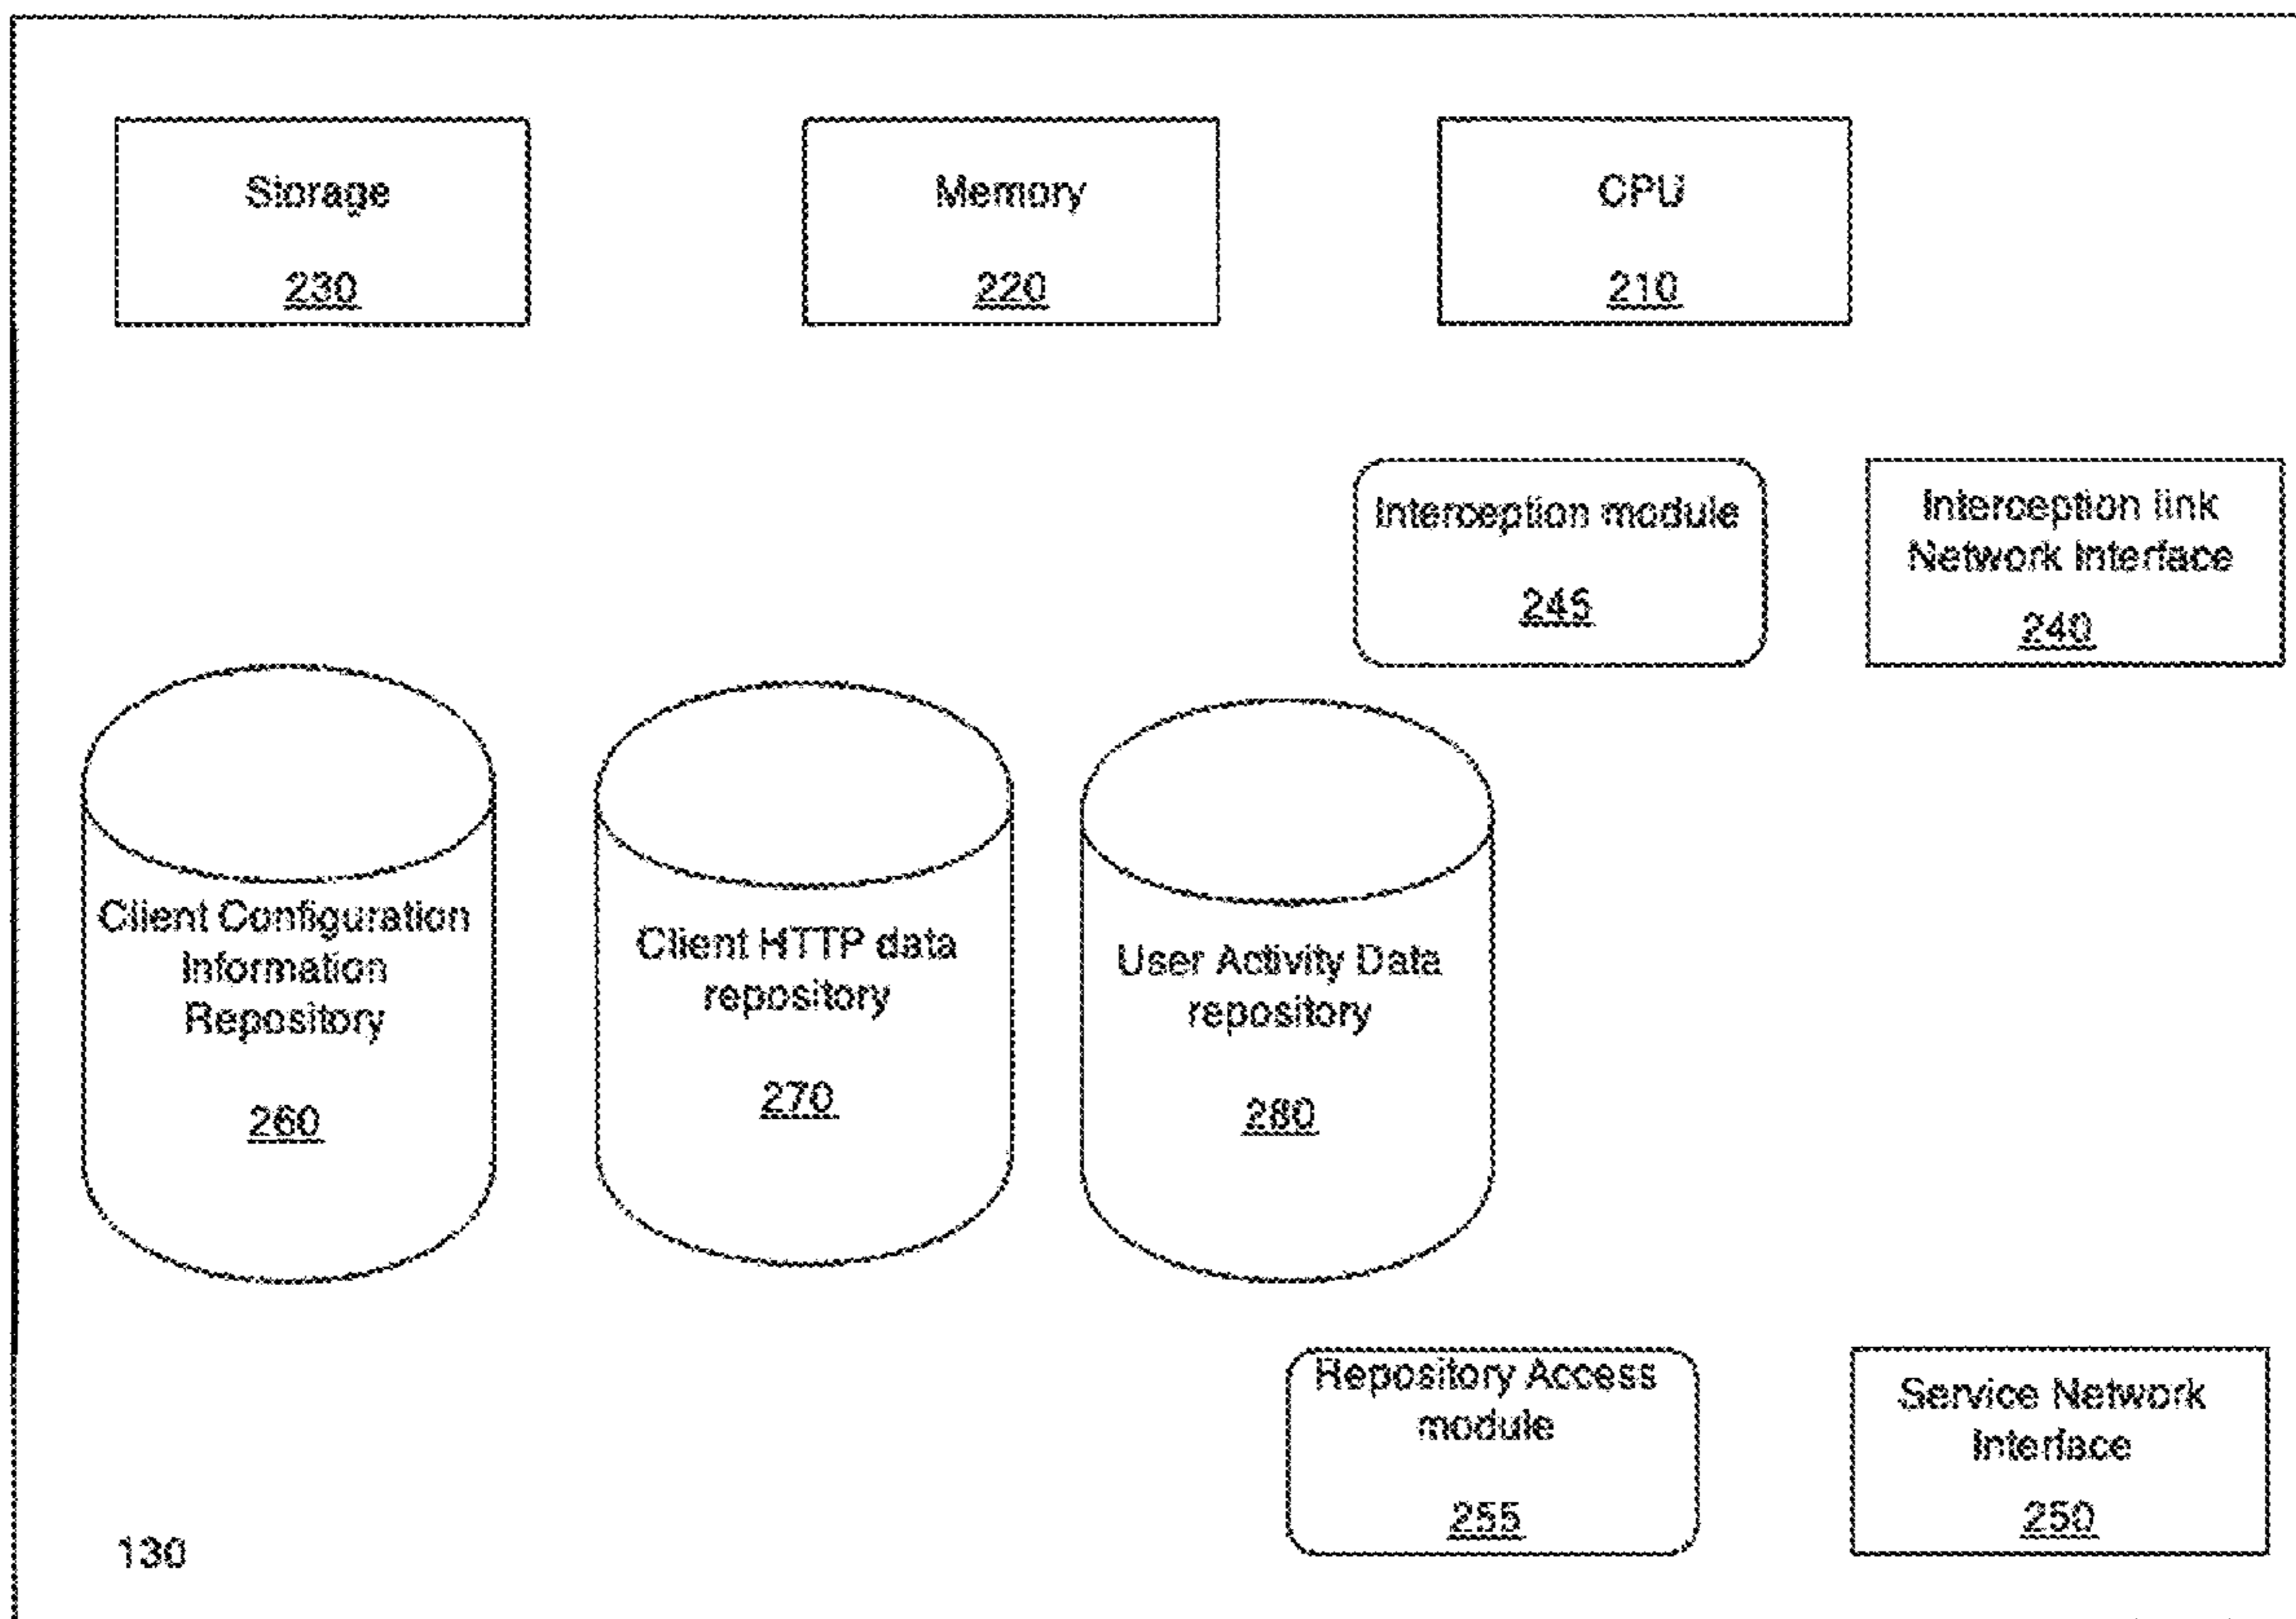 Storage
230
Memory
220
CPU
210
Interception module
245
Interception link
Network Interface
240
Client Configuration
Information
Repository
260
Client HTTP data
repository
270
User Activity Data
repository
280
Repository Access
module
255
Service Network
Interface
250
130